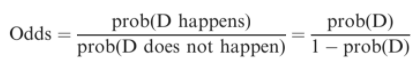 Odds = prob(D happens) / prob(D does not happen) = prob(D) / 1 − prob(D)